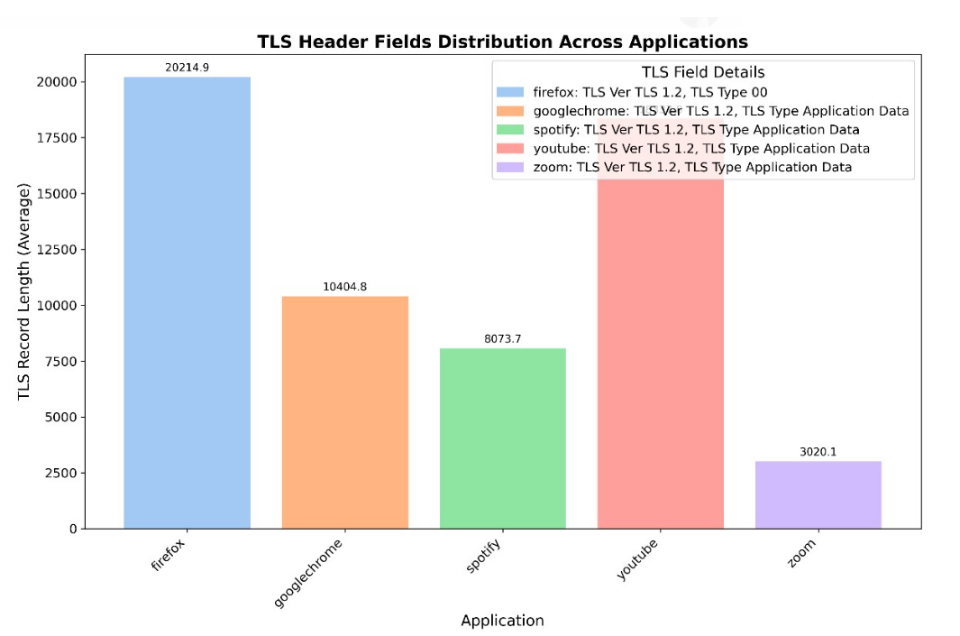 TLS Header Fields Distribution Across Applications
20214.9
TLS Field Details
firefox: TLS Ver TLS 1.2, TLS Type 00
googlechrome: TLS Ver TLS 1.2, TLS Type Application Data
spotify: TLS Ver TLS 1.2, TLS Type Application Data
youtube: TLS Ver TLS 1.2, TLS Type Application Data
zoom: TLS Ver TLS 1.2, TLS Type Application Data
10404.8
8073.7
3020.1
TLS Record Length (Average)
20000
17500
15000
12500
10000
7500
5000
2500
0
firefox
googlechrome
spotify
youtube
zoom
Application